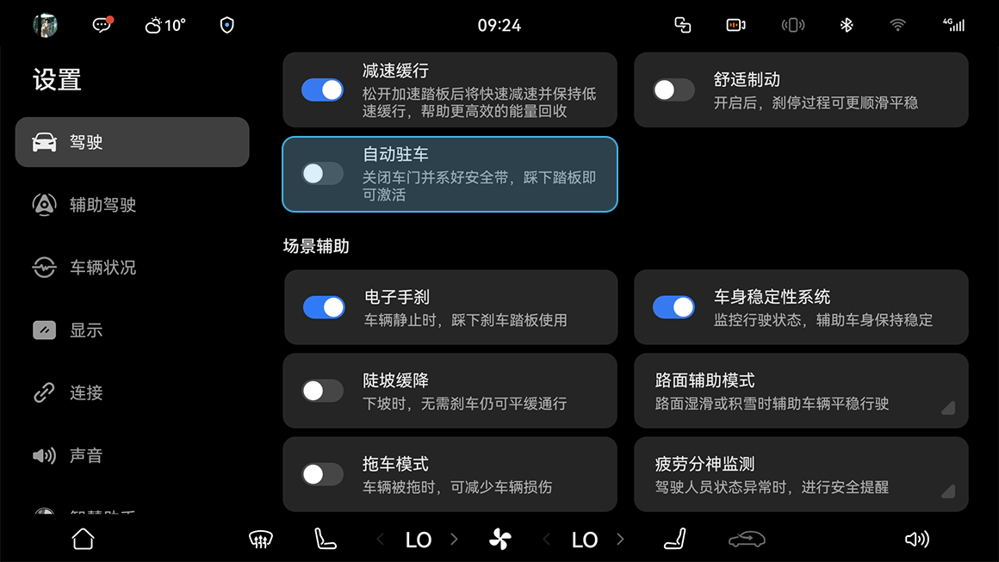 10°
09:24
4G
设置
驾驶
辅助驾驶
车辆状况
显示
连接
声音
智慧助手
减速缓行
松开加速踏板后将快速减速并保持低
速缓行，帮助更高效的能量回收
舒适制动
开启后，刹停过程可更顺滑平稳
自动驻车
关闭车门并系好安全带，踩下踏板即
可激活
场景辅助
电子手刹
车辆静止时，踩下刹车踏板使用
车身稳定性系统
监控行驶状态，辅助车身保持稳定
陡坡缓降
下坡时，无需刹车仍可平缓通行
路面辅助模式
路面湿滑或积雪时辅助车辆平稳行驶
拖车模式
车辆被拖时，可减少车辆损伤
疲劳分神监测
驾驶人员状态异常时，进行安全提醒
LO
LO